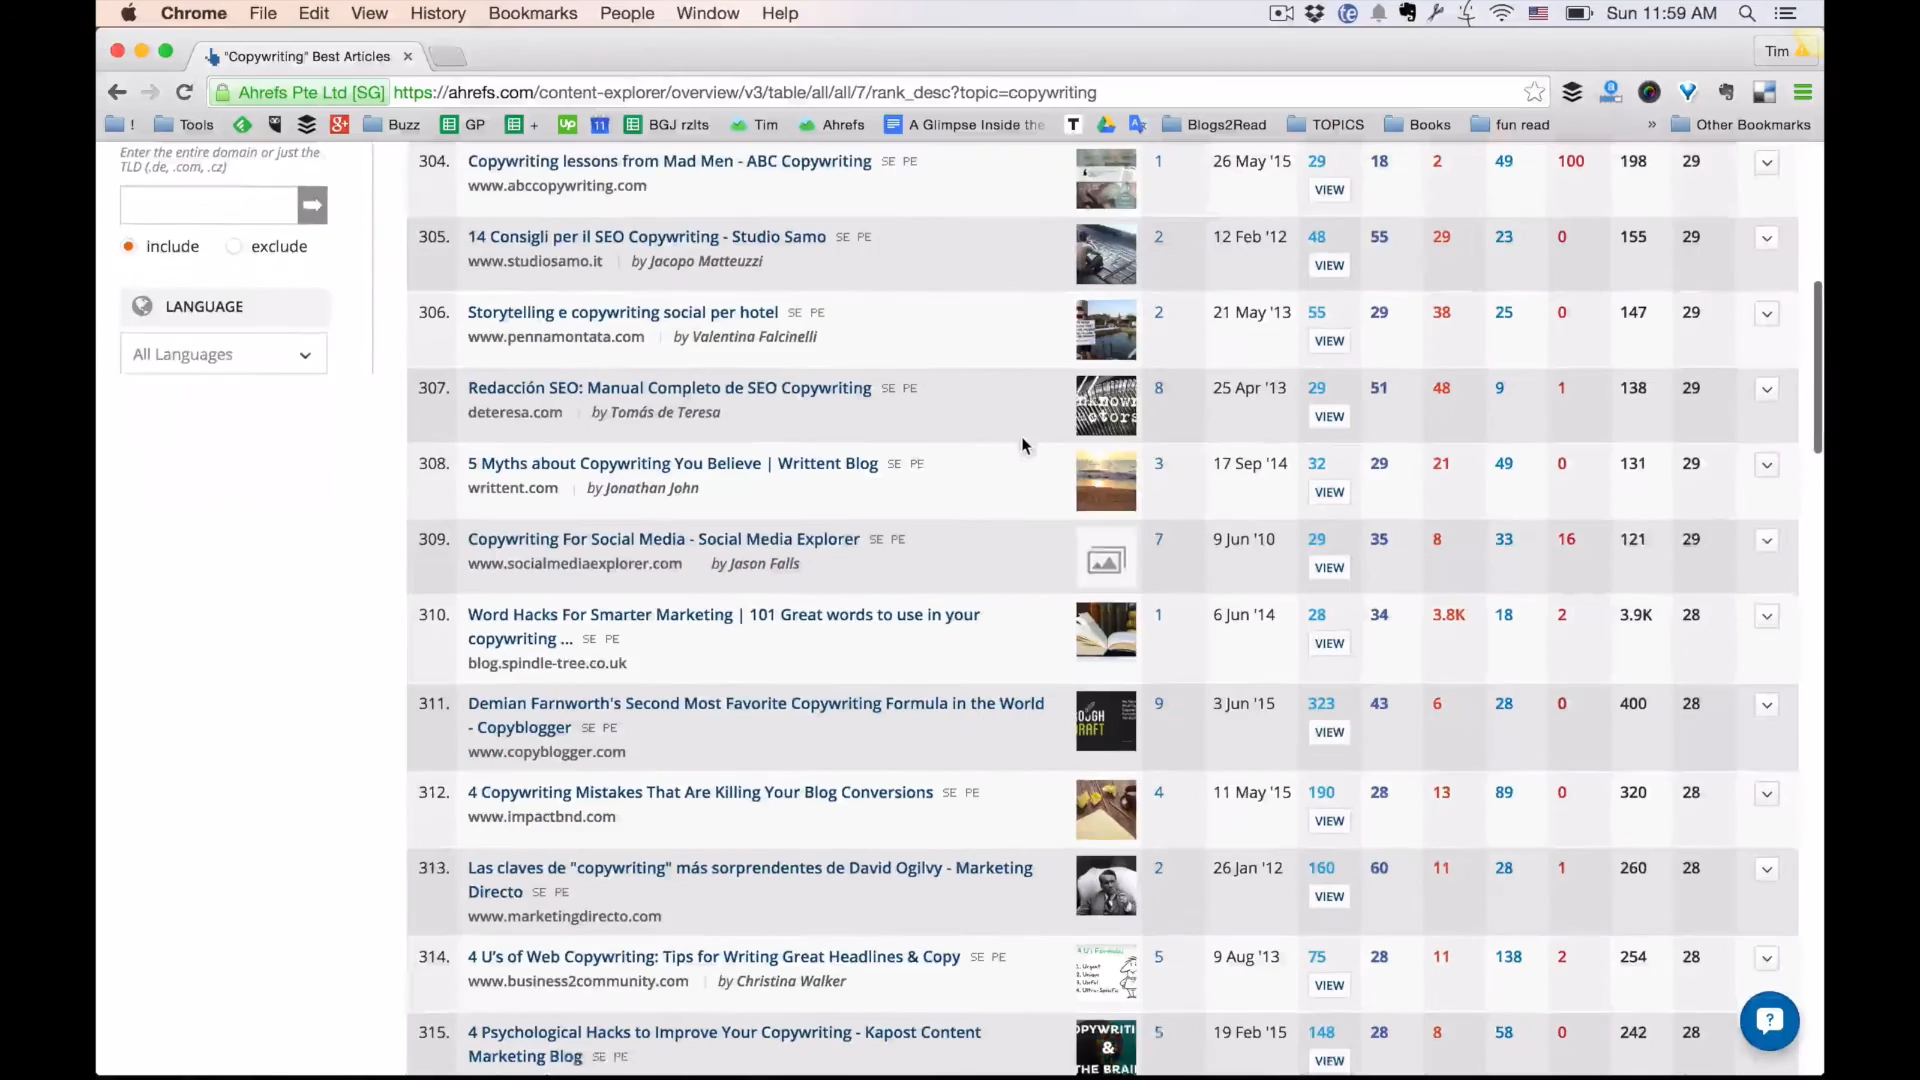 Chrome File Edit View History Bookmarks People Window Help Sun 11:59 AM
"Copywriting" Best Articles Tim
Ahrefs Pte Ltd [SG] https://ahrefs.com/content-explorer/overview/v3/table/all/all/7/rank_desc?topic=copywriting
! Tools Buzz GP + Up 11 BGJ rzlts Tim Ahrefs A Glimpse Inside the T Blogs2Read TOPICS Books fun read » Other Bookmarks
Enter the entire domain or just the
TLD (.de, .com, .cz)
include exclude
LANGUAGE
All Languages
304. Copywriting lessons from Mad Men - ABC Copywriting SE PE 1 26 May '15 29 18 2 49 100 198 29
www.abccopywriting.com VIEW
305. 14 Consigli per il SEO Copywriting - Studio Samo SE PE 2 12 Feb '12 48 55 29 23 0 155 29
www.studiosamo.it | by Jacopo Matteuzzi VIEW
306. Storytelling e copywriting social per hotel SE PE 2 21 May '13 55 29 38 25 0 147 29
www.pennamontata.com | by Valentina Falcinelli VIEW
307. Redacción SEO: Manual Completo de SEO Copywriting SE PE 8 25 Apr '13 29 51 48 9 1 138 29
deteresa.com | by Tomás de Teresa VIEW
308. 5 Myths about Copywriting You Believe | Writtent Blog SE PE 3 17 Sep '14 32 29 21 49 0 131 29
writtent.com | by Jonathan John VIEW
309. Copywriting For Social Media - Social Media Explorer SE PE 7 9 Jun '10 29 35 8 33 16 121 29
www.socialmediaexplorer.com by Jason Falls VIEW
310. Word Hacks For Smarter Marketing | 101 Great words to use in your 1 6 Jun '14 28 34 3.8K 18 2 3.9K 28
copywriting ... SE PE VIEW
blog.spindle-tree.co.uk
311. Demian Farnworth's Second Most Favorite Copywriting Formula in the World 9 3 Jun '15 323 43 6 28 0 400 28
- Copyblogger SE PE VIEW
www.copyblogger.com
312. 4 Copywriting Mistakes That Are Killing Your Blog Conversions SE PE 4 11 May '15 190 28 13 89 0 320 28
www.impactbnd.com VIEW
313. Las claves de "copywriting" más sorprendentes de David Ogilvy - Marketing 2 26 Jan '12 160 60 11 28 1 260 28
Directo SE PE VIEW
www.marketingdirecto.com
314. 4 U's of Web Copywriting: Tips for Writing Great Headlines & Copy SE PE 5 9 Aug '13 75 28 11 138 2 254 28
www.business2community.com | by Christina Walker VIEW
315. 4 Psychological Hacks to Improve Your Copywriting - Kapost Content 5 19 Feb '15 148 28 8 58 0 242 28
Marketing Blog SE PE VIEW